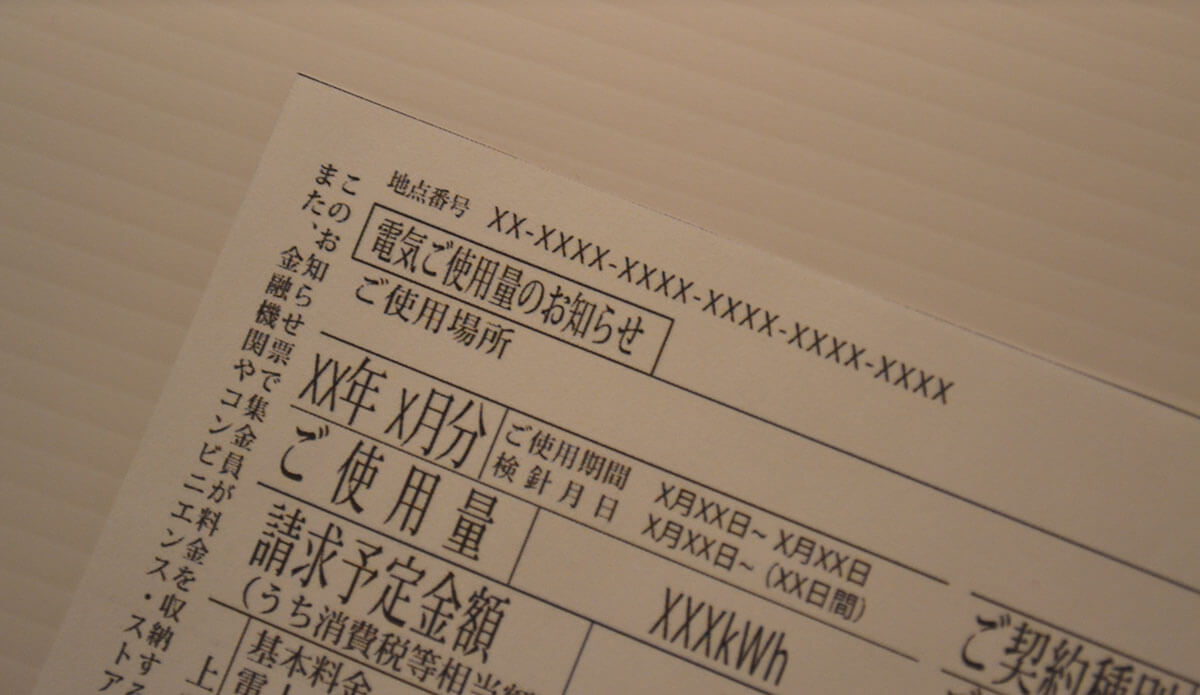 地点番号 XX-XXXX-XXXX-XXXX-XXXX-XXXX
電気ご使用量のお知らせ
ご使用場所
XX年 X月分
ご使用期間 X月XX日~ X月XX日
検針月日 X月XX日~ (XX日間)
ご使用量
XXXkWh
ご契約種別
請求予定金額
(うち消費税等相当額
基本料金
上
このお知らせ票で集金員が料金を収納する
また、金融機関やコンビニエンス・ストア